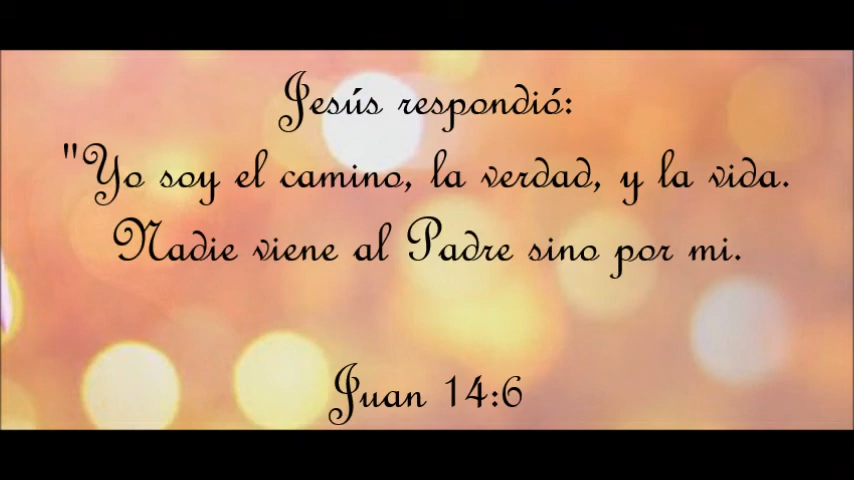 Jesús respondió:
"Yo soy el camino, la verdad, y la vida.
Nadie viene al Padre sino por mi.
Juan 14:6